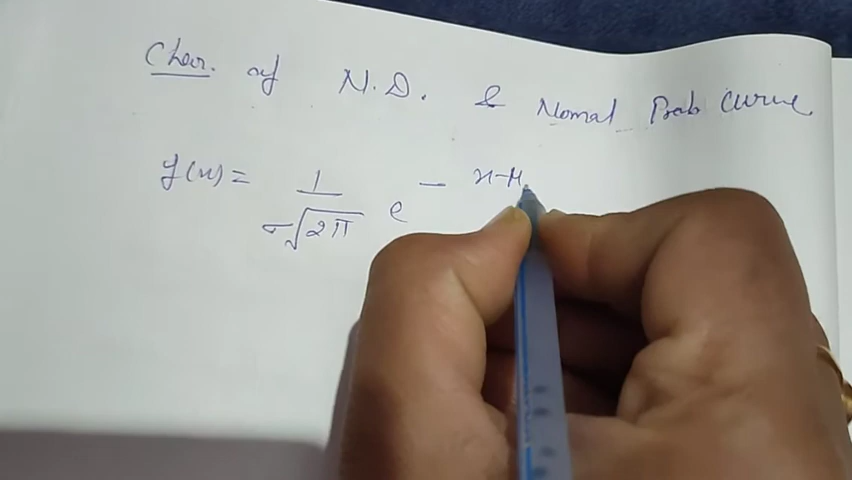 Char. of N.D. & Nomal Prob Curve
f(x) = 1/σ√2π e - x-μ